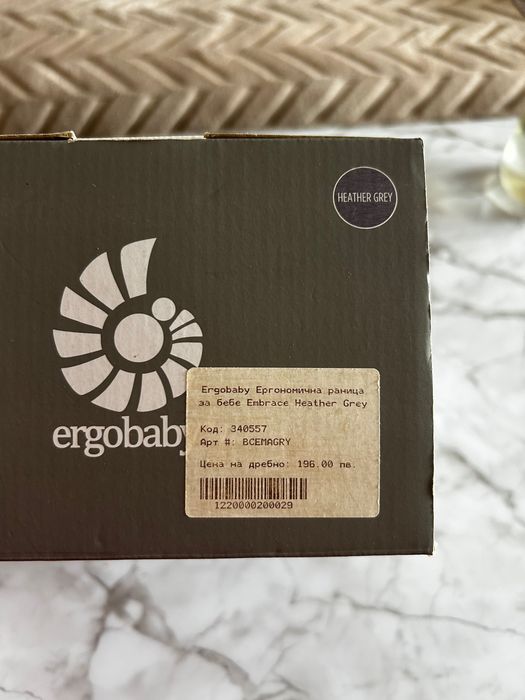 HEATHER GREY
ergobaby
Ergobaby Ергономична раница
за бебе Embrace Heather Grey
Код: 340557
Арт #: BCEMAGRY
Цена на дребно: 196.00 лв.
1220000200029